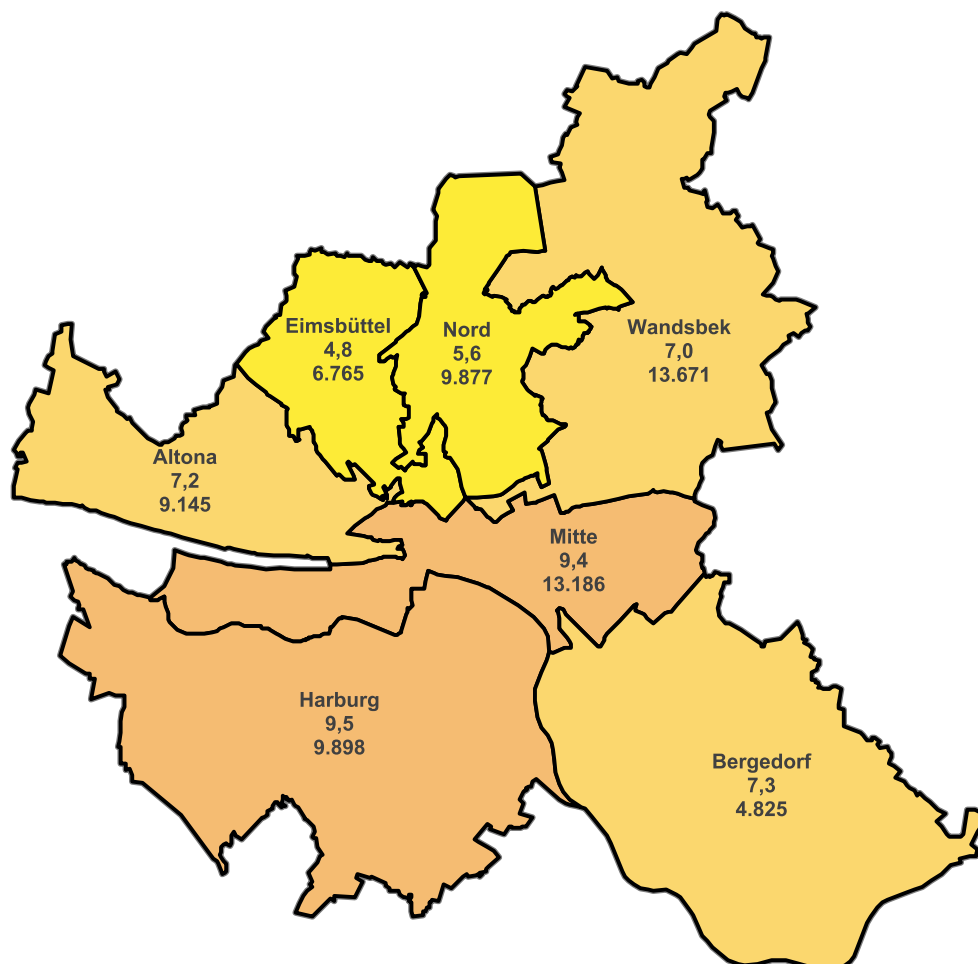 Eimsbüttel
4,8
6.765
Nord
5,6
9.877
Wandsbek
7,0
13.671
Altona
7,2
9.145
Mitte
9,4
13.186
Harburg
9,5
9.898
Bergedorf
7,3
4.825